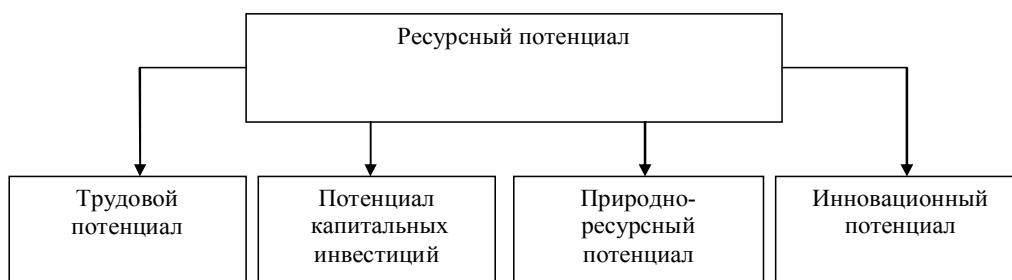 Ресурсный потенциал
Трудовой
потенциал
Потенциал
капитальных
инвестиций
Природно-
ресурсный
потенциал
Инновационный
потенциал